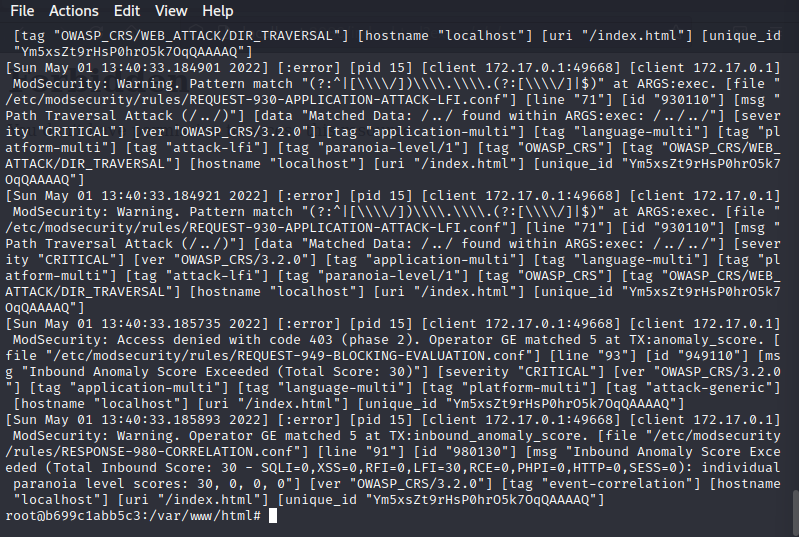 File Actions Edit View Help
[tag "OWASP_CRS/WEB_ATTACK/DIR_TRAVERSAL"] [hostname "localhost"] [uri "/index.html"] [unique_id
"Ym5xsZt9rHsP0hrO5k7OqQAAAAQ"]
[Sun May 01 13:40:33.184901 2022] [:error] [pid 15] [client 172.17.0.1:49668] [client 172.17.0.1]
ModSecurity: Warning. Pattern match "(?:^|[\\\\/])\\\\.\\\\.(?:[\\\\/]|$)" at ARGS:exec. [file "
/etc/modsecurity/rules/REQUEST-930-APPLICATION-ATTACK-LFI.conf"] [line "71"] [id "930110"] [msg "
Path Traversal Attack (/../)"] [data "Matched Data: /../ found within ARGS:exec: /../../"] [sever
ity "CRITICAL"] [ver "OWASP_CRS/3.2.0"] [tag "application-multi"] [tag "language-multi"] [tag "pl
atform-multi"] [tag "attack-lfi"] [tag "paranoia-level/1"] [tag "OWASP_CRS"] [tag "OWASP_CRS/WEB_
ATTACK/DIR_TRAVERSAL"] [hostname "localhost"] [uri "/index.html"] [unique_id "Ym5xsZt9rHsP0hrO5k7
OqQAAAAQ"]
[Sun May 01 13:40:33.184921 2022] [:error] [pid 15] [client 172.17.0.1:49668] [client 172.17.0.1]
ModSecurity: Warning. Pattern match "(?:^|[\\\\/])\\\\.\\\\.(?:[\\\\/]|$)" at ARGS:exec. [file "
/etc/modsecurity/rules/REQUEST-930-APPLICATION-ATTACK-LFI.conf"] [line "71"] [id "930110"] [msg "
Path Traversal Attack (/../)"] [data "Matched Data: /../ found within ARGS:exec: /../../"] [sever
ity "CRITICAL"] [ver "OWASP_CRS/3.2.0"] [tag "application-multi"] [tag "language-multi"] [tag "pl
atform-multi"] [tag "attack-lfi"] [tag "paranoia-level/1"] [tag "OWASP_CRS"] [tag "OWASP_CRS/WEB_
ATTACK/DIR_TRAVERSAL"] [hostname "localhost"] [uri "/index.html"] [unique_id "Ym5xsZt9rHsP0hrO5k7
OqQAAAAQ"]
[Sun May 01 13:40:33.185735 2022] [:error] [pid 15] [client 172.17.0.1:49668] [client 172.17.0.1]
ModSecurity: Access denied with code 403 (phase 2). Operator GE matched 5 at TX:anomaly_score. [
file "/etc/modsecurity/rules/REQUEST-949-BLOCKING-EVALUATION.conf"] [line "93"] [id "949110"] [ms
g "Inbound Anomaly Score Exceeded (Total Score: 30)"] [severity "CRITICAL"] [ver "OWASP_CRS/3.2.0
"] [tag "application-multi"] [tag "language-multi"] [tag "platform-multi"] [tag "attack-generic"]
[hostname "localhost"] [uri "/index.html"] [unique_id "Ym5xsZt9rHsP0hrO5k7OqQAAAAQ"]
[Sun May 01 13:40:33.185893 2022] [:error] [pid 15] [client 172.17.0.1:49668] [client 172.17.0.1]
ModSecurity: Warning. Operator GE matched 5 at TX:inbound_anomaly_score. [file "/etc/modsecurity
/rules/RESPONSE-980-CORRELATION.conf"] [line "91"] [id "980130"] [msg "Inbound Anomaly Score Exce
eded (Total Inbound Score: 30 - SQLI=0,XSS=0,RFI=0,LFI=30,RCE=0,PHPI=0,HTTP=0,SESS=0): individual
paranoia level scores: 30, 0, 0, 0"] [ver "OWASP_CRS/3.2.0"] [tag "event-correlation"] [hostname
"localhost"] [uri "/index.html"] [unique_id "Ym5xsZt9rHsP0hrO5k7OqQAAAAQ"]
root@b699c1abb5c3:/var/www/html#